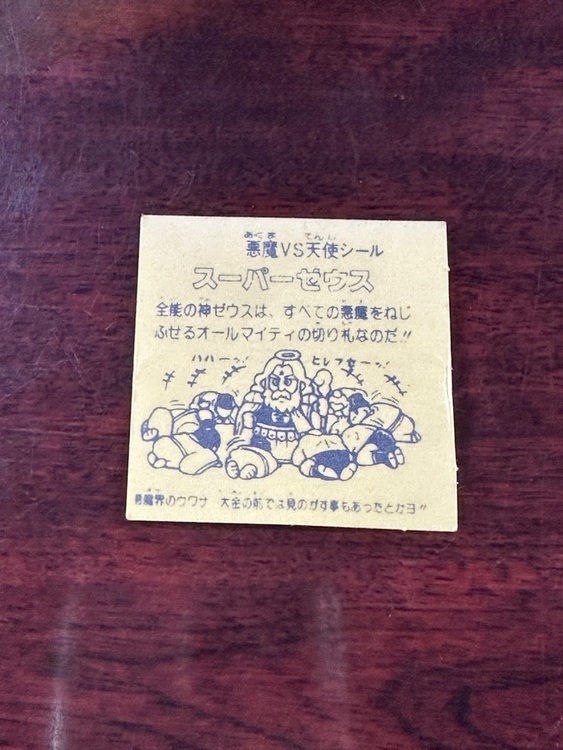 あくま てんし
悪魔VS天使シール
スーパーゼウス
全能の神ゼウスは、すべての悪魔をねじ
ふせるオールマイティの切り札なのだ!!
ハハーッ!
ヒレフセーッ!
悪魔界のウワサ 大金の前では見のがす事もあったとかヨ!!